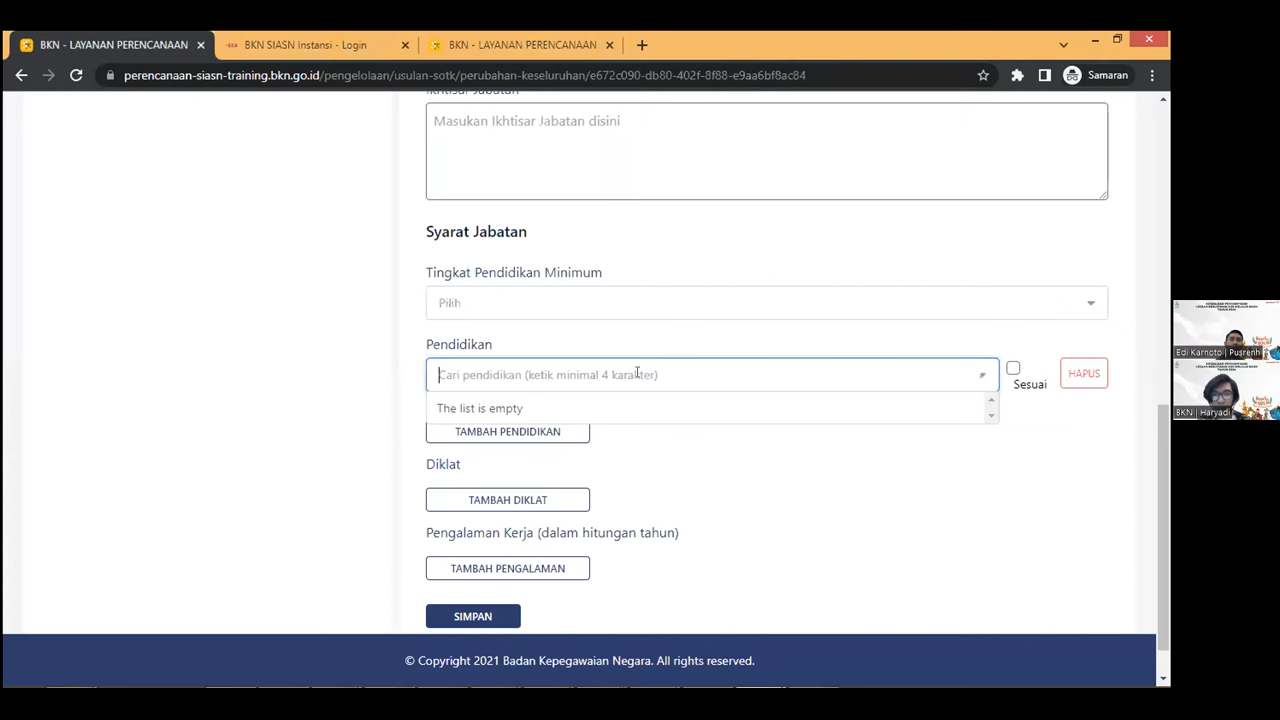 BKN - LAYANAN PERENCANAAN
BKN SIASN Instansi - Login
BKN - LAYANAN PERENCANAAN
perencanaan-siasn-training.bkn.go.id/pengelolaan/usulan-sotk/perubahan-keseluruhan/e672c090-db80-402f-8f88-e9aa6bf8ac84
Samaran
Ikhtisar Jabatan
Masukan Ikhtisar Jabatan disini
Syarat Jabatan
Tingkat Pendidikan Minimum
Pilih
Pendidikan
Cari pendidikan (ketik minimal 4 karakter)
Sesuai
HAPUS
The list is empty
TAMBAH PENDIDIKAN
Diklat
TAMBAH DIKLAT
Pengalaman Kerja (dalam hitungan tahun)
TAMBAH PENGALAMAN
SIMPAN
© Copyright 2021 Badan Kepegawaian Negara. All rights reserved.
Edi Karnoto | Pusrenh
BKN | Haryadi